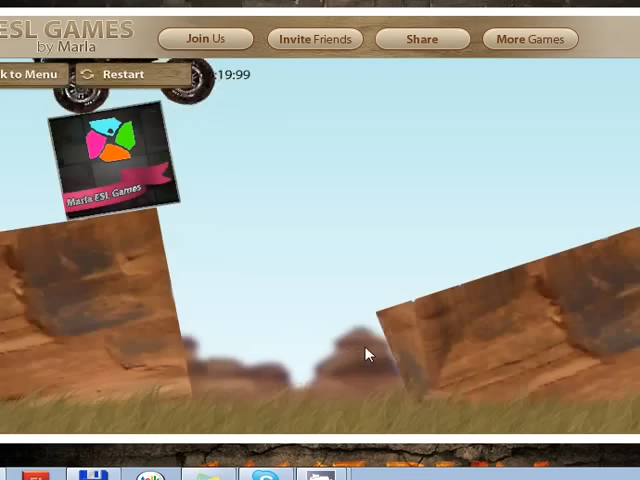 ESL GAMES
by Marla
Join Us
Invite Friends
Share
More Games
k to Menu
Restart
:19:99
Marla ESL Games